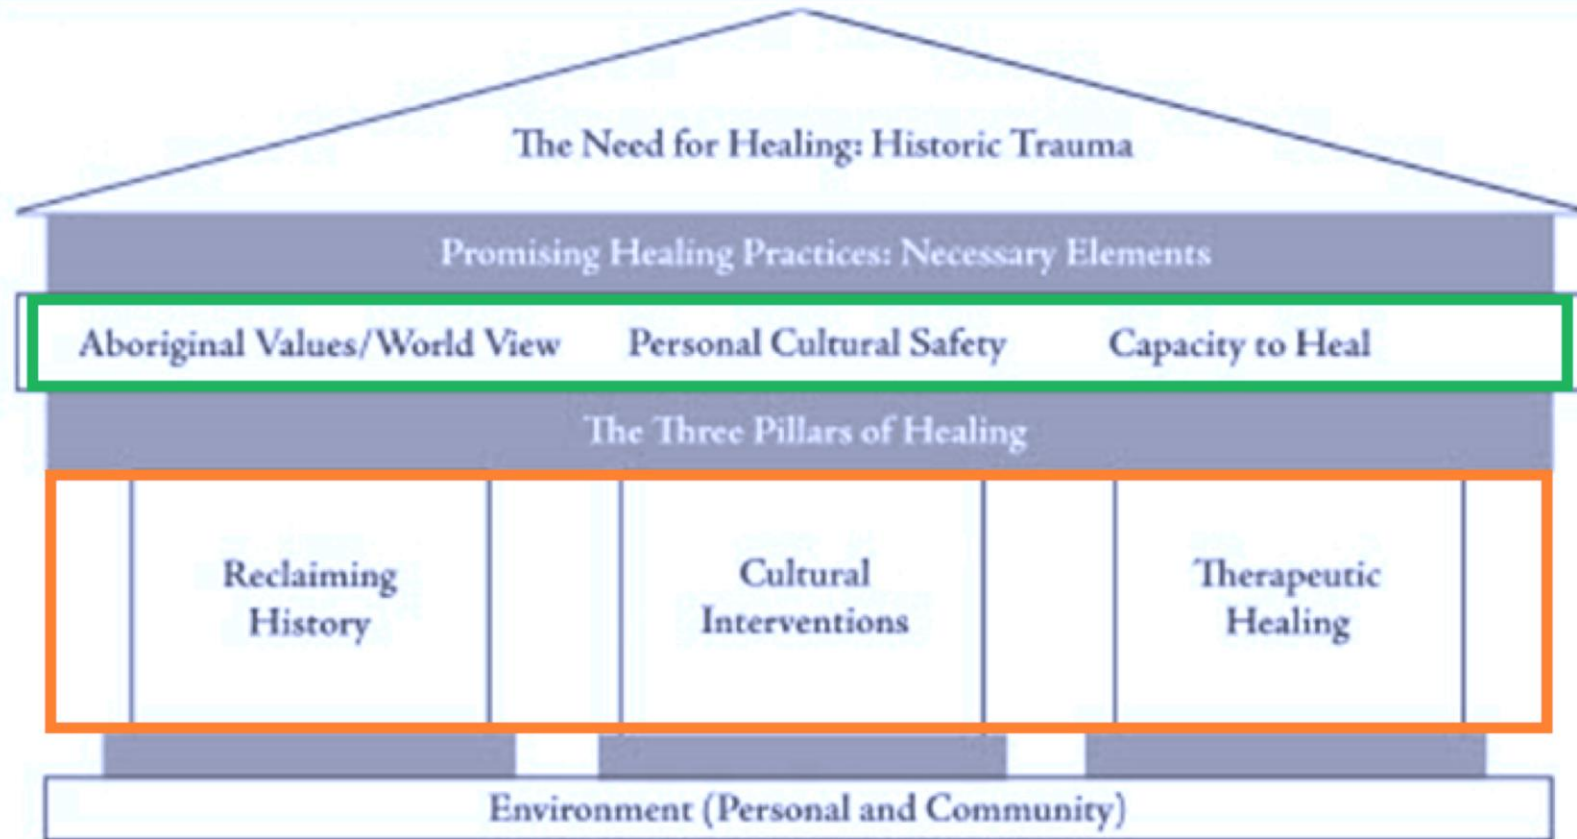 The Need for Healing: Historic Trauma
Promising Healing Practices: Necessary Elements
Aboriginal Values/World View Personal Cultural Safety Capacity to Heal
The Three Pillars of Healing
Reclaiming
History
Cultural
Interventions
Therapeutic
Healing
Environment (Personal and Community)